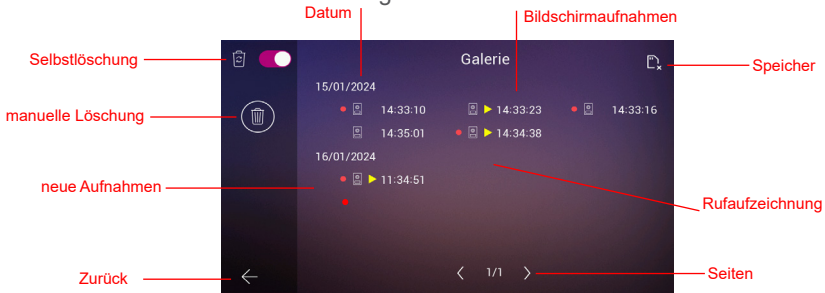 Datum
Bildschirmaufnahmen
Selbstlöschung
Galerie
Speicher
15/01/2024
manuelle Löschung
14:33:10
14:33:23
14:33:16
14:35:01
14:34:38
16/01/2024
neue Aufnahmen
11:34:51
Rufaufzeichnung
Zurück
1/1
Seiten